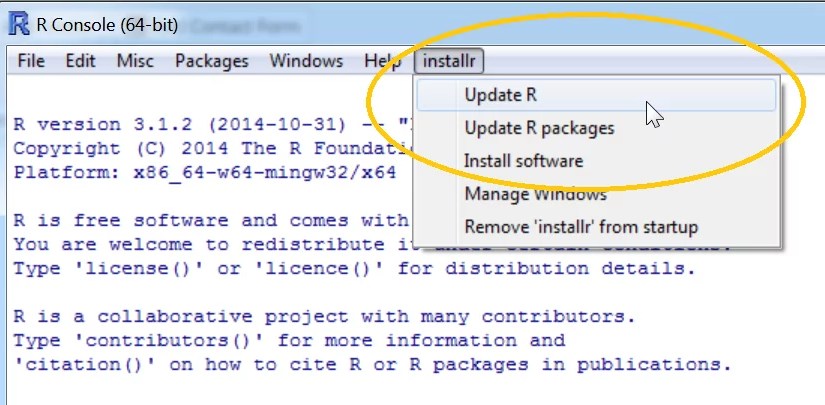 R Console (64-bit)
File Edit Misc Packages Windows Help installr
Update R
Update R packages
Install software
Manage Windows
Remove 'installr' from startup
R version 3.1.2 (2014-10-31) -- "
Copyright (C) 2014 The R Foundati
Platform: x86_64-w64-mingw32/x64
R is free software and comes with
You are welcome to redistribute it under certain conditions.
Type 'license()' or 'licence()' for distribution details.
R is a collaborative project with many contributors.
Type 'contributors()' for more information and
'citation()' on how to cite R or R packages in publications.